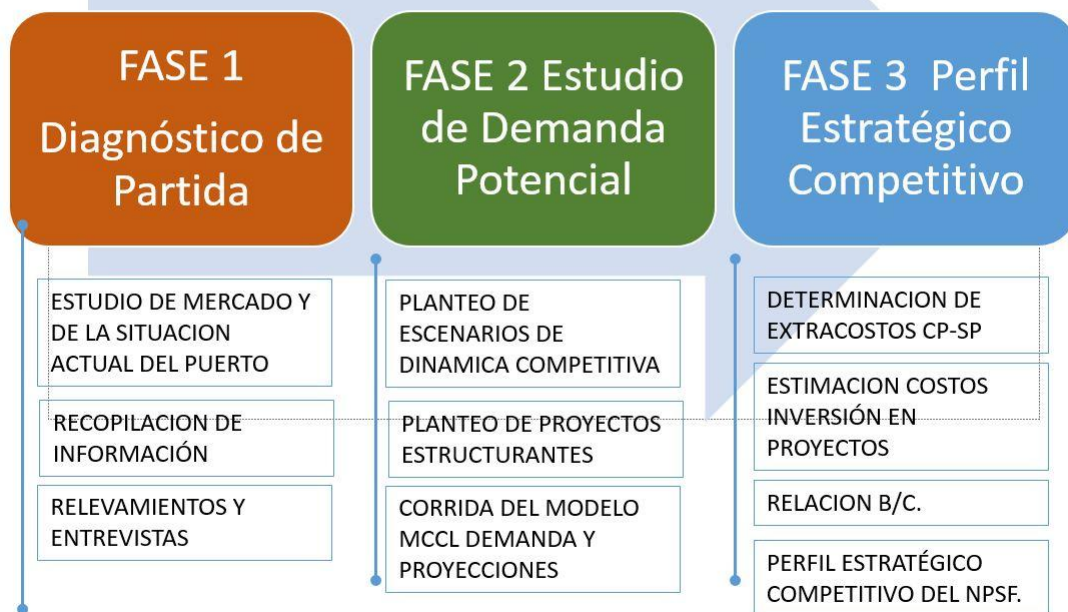 FASE 1
Diagnóstico de
Partida
ESTUDIO DE MERCADO Y
DE LA SITUACION
ACTUAL DEL PUERTO
RECOPILACION DE
INFORMACIÓN
RELEVAMIENTOS Y
ENTREVISTAS
FASE 2 Estudio
de Demanda
Potencial
PLANTEO DE
ESCENARIOS DE
DINAMICA COMPETITIVA
PLANTEO DE PROYECTOS
ESTRUCTURANTES
CORRIDA DEL MODELO
MCCL DEMANDA Y
PROYECCIONES
FASE 3 Perfil
Estratégico
Competitivo
DETERMINACION DE
EXTRACOSTOS CP-SP
ESTIMACION COSTOS
INVERSIÓN EN
PROYECTOS
RELACION B/C.
PERFIL ESTRATÉGICO
COMPETITIVO DEL NPSF.